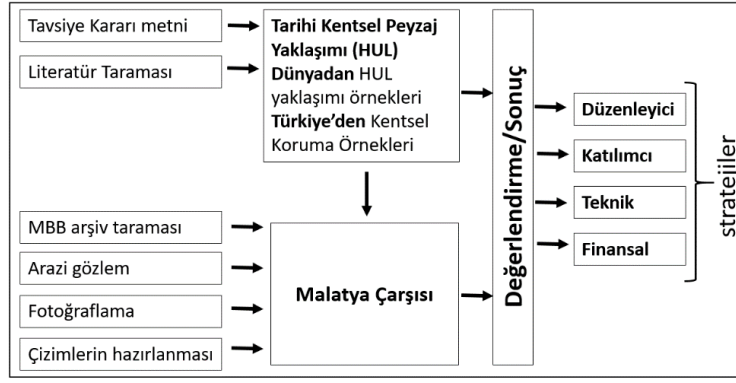 Tavsiye Kararı metni
Literatür Taraması
Tarihi Kentsel Peyzaj
Yaklaşımı (HUL)
Dünyadan HUL
yaklaşımı örnekleri
Türkiye’den Kentsel
Koruma Örnekleri
MBB arşiv taraması
Arazi gözlem
Fotoğraflama
Çizimlerin hazırlanması
Malatya Çarşısı
Değerlendirme/Sonuç
Düzenleyici
Katılımcı
Teknik
Finansal
stratejiler